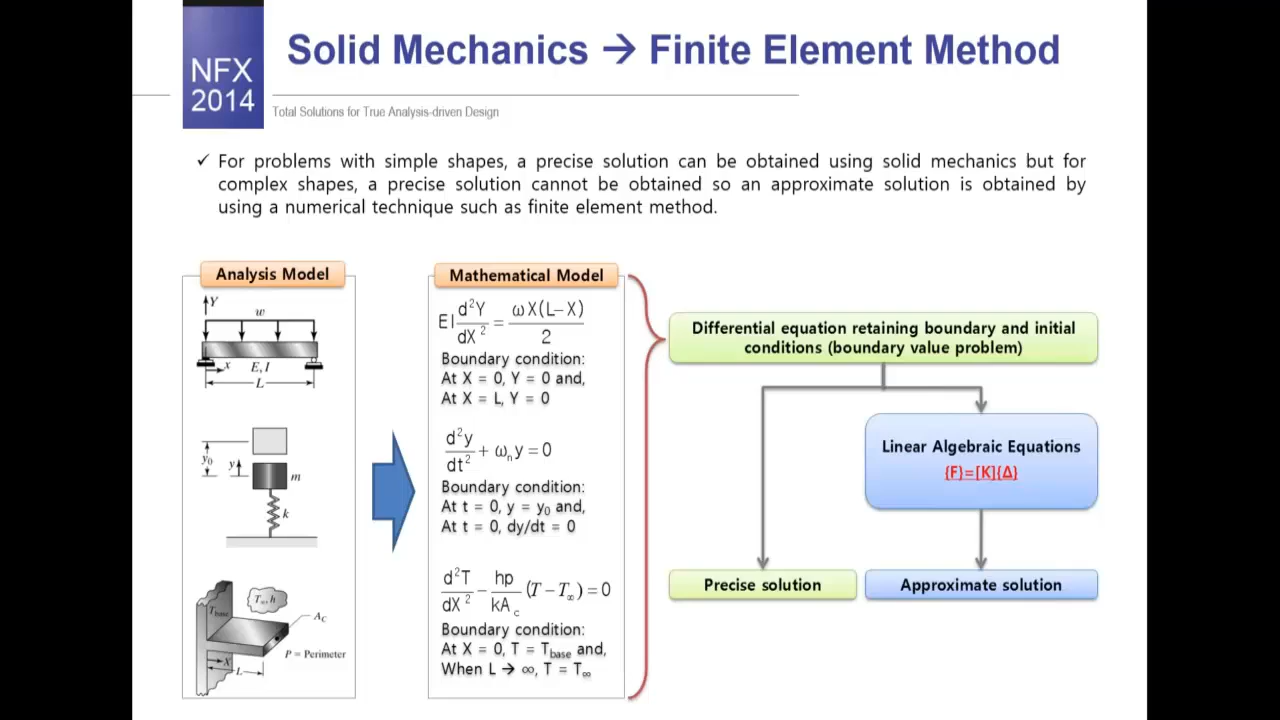 NFX
2014
Solid Mechanics → Finite Element Method
Total Solutions for True Analysis-driven Design
✓ For problems with simple shapes, a precise solution can be obtained using solid mechanics but for
complex shapes, a precise solution cannot be obtained so an approximate solution is obtained by
using a numerical technique such as finite element method.
Analysis Model
Y
w
x
E, I
L
y₀
y
m
k
T∞, h
Tbase
A_C
P = Perimeter
X
L
Mathematical Model
EI d²Y/dX² = ωX(L−X)/2
Boundary condition:
At X = 0, Y = 0 and,
At X = L, Y = 0
d²y/dt² + ωₙy = 0
Boundary condition:
At t = 0, y = y₀ and,
At t = 0, dy/dt = 0
d²T/dX² − hp/kA_c (T − T∞) = 0
Boundary condition:
At X = 0, T = Tbase and,
When L → ∞, T = T∞
Differential equation retaining boundary and initial
conditions (boundary value problem)
Linear Algebraic Equations
{F}=[K]{Δ}
Precise solution
Approximate solution